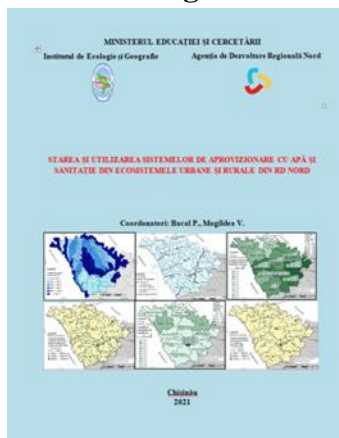 MINISTERUL EDUCAȚIEI ȘI CERCETĂRII
Institutul de Ecologie și Geografie
Agenția de Dezvoltare Regională Nord
STAREA ȘI UTILIZAREA SISTEMELOR DE APROVIZIONARE CU APĂ ȘI
SANITAȚIE DIN ECOSISTEMELE URBANE ȘI RURALE DIN RD NORD
Coordonatori: Bacal P., Mogîldea V.
Chișinău
2021